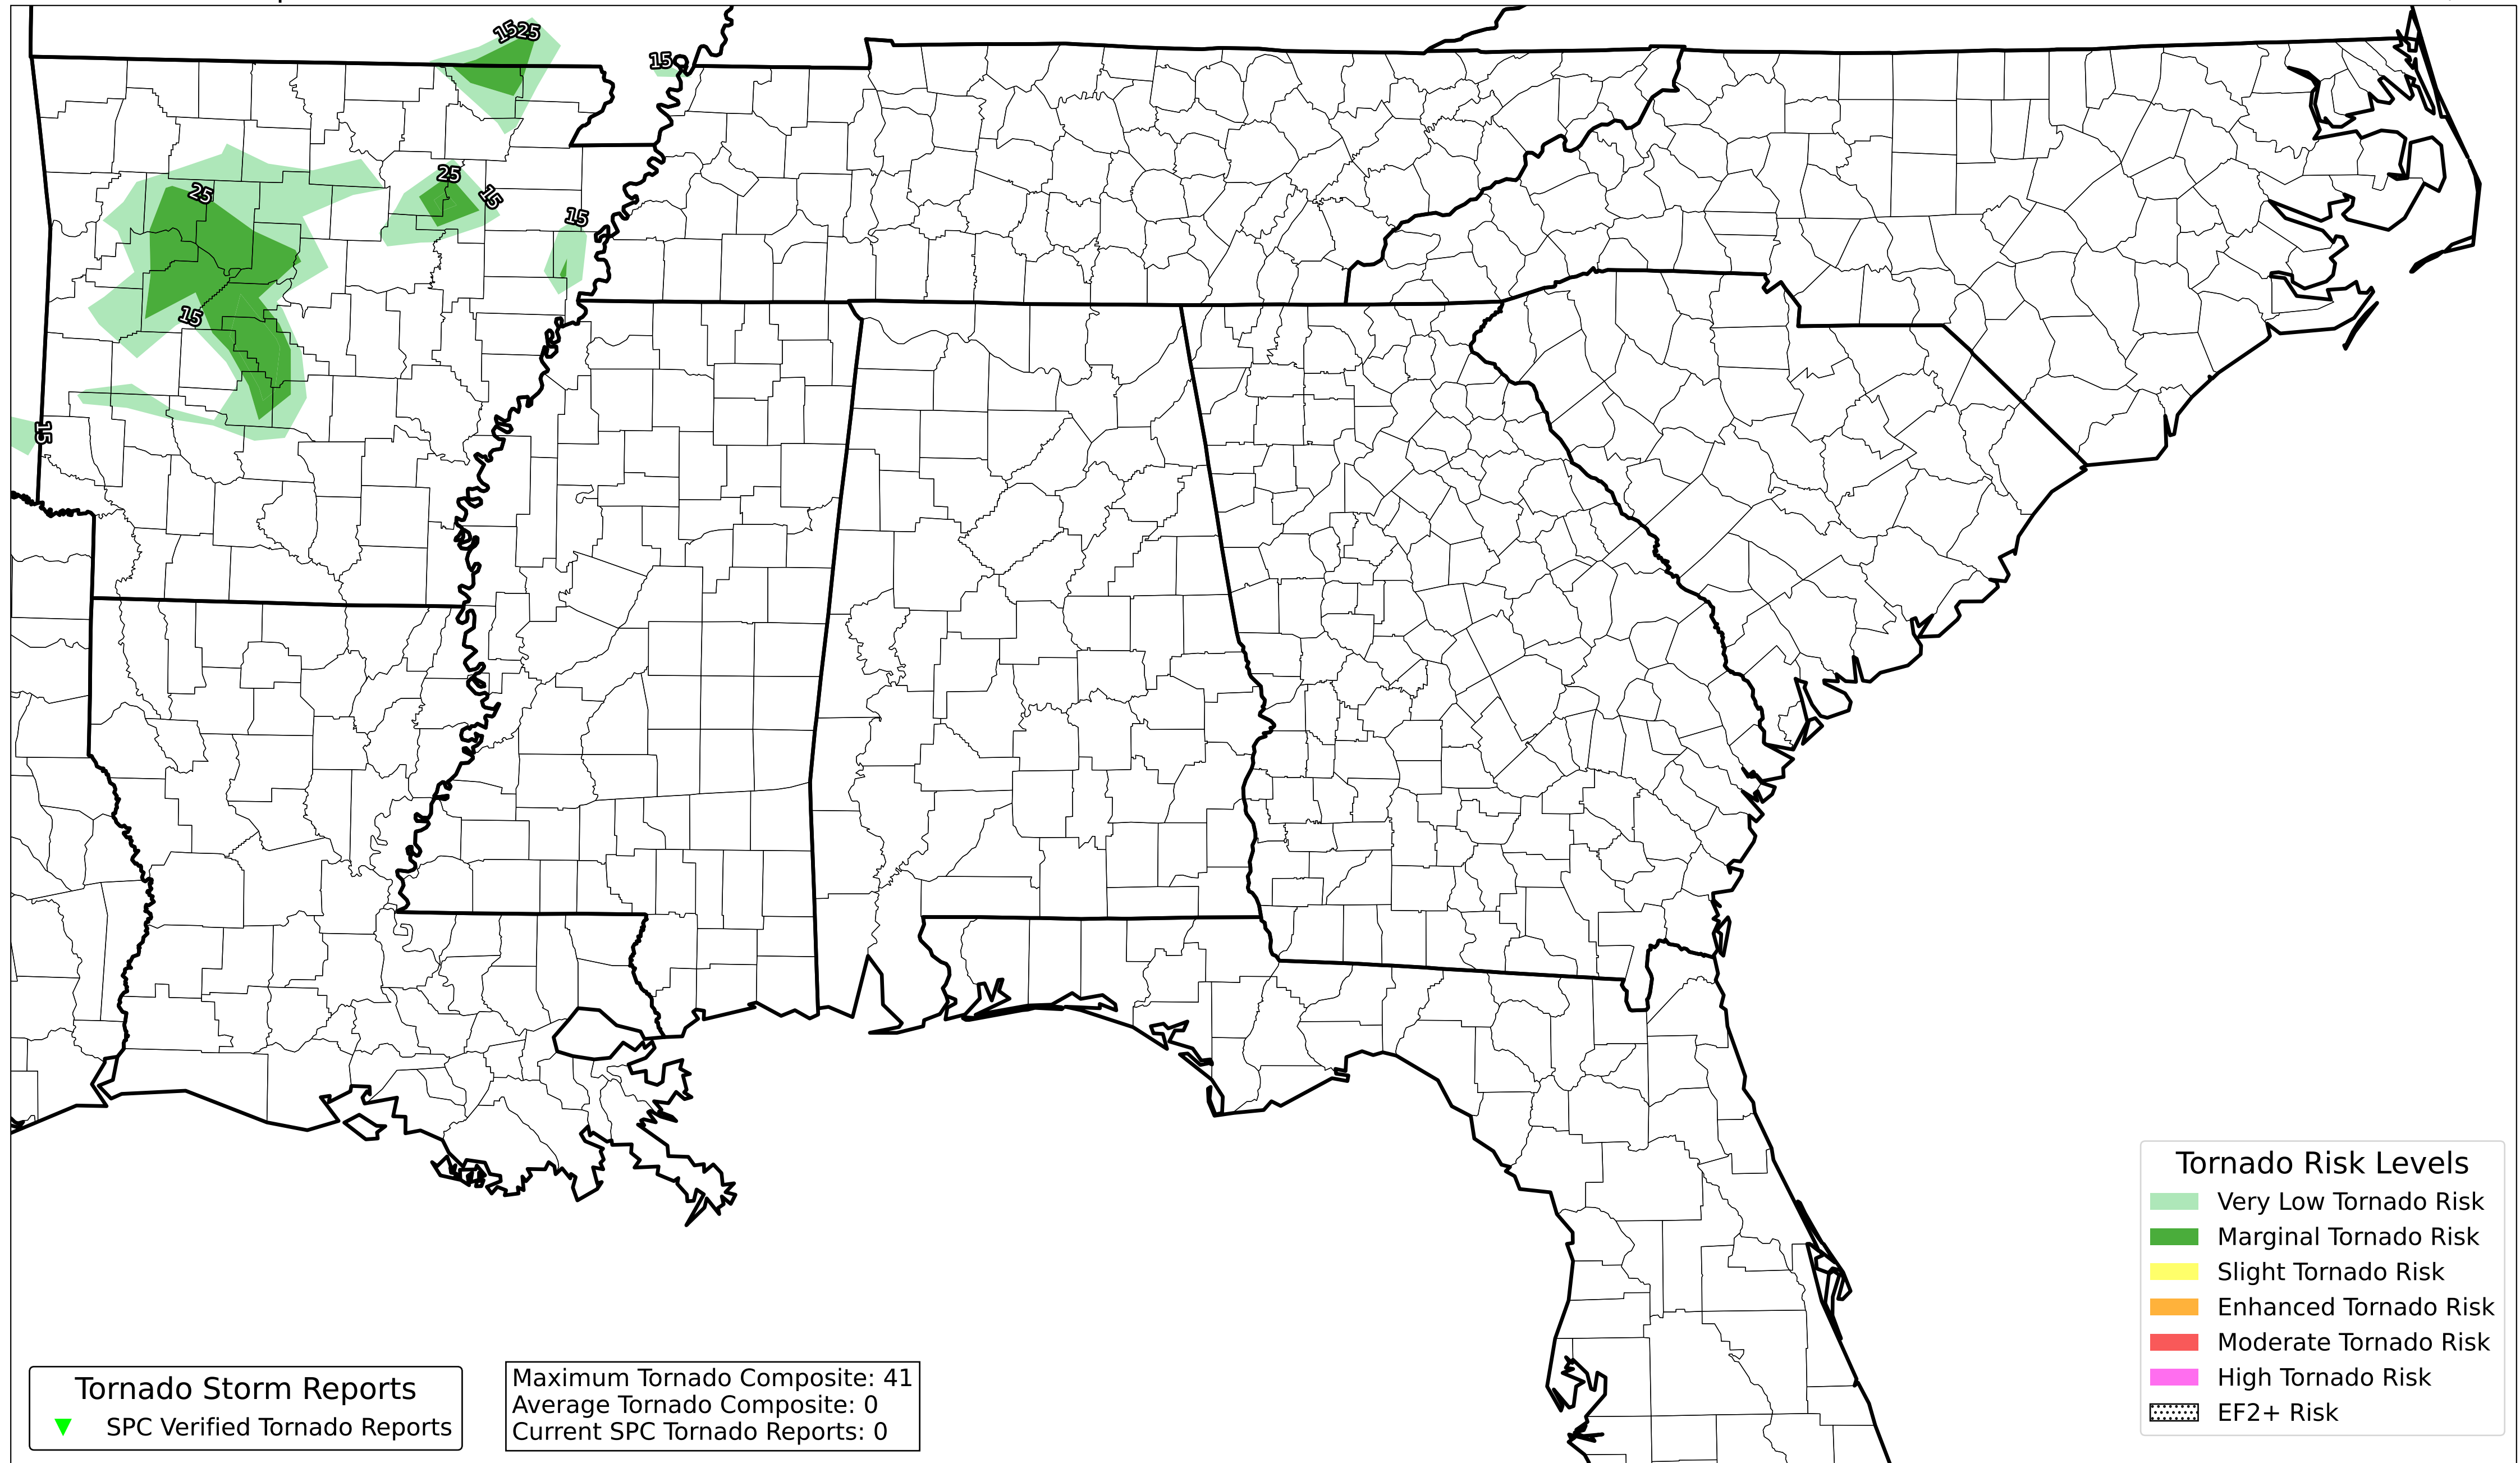 1525
15
25
25
15
15
15
15
Tornado Risk Levels
Very Low Tornado Risk
Marginal Tornado Risk
Slight Tornado Risk
Enhanced Tornado Risk
Moderate Tornado Risk
High Tornado Risk
EF2+ Risk
Tornado Storm Reports
SPC Verified Tornado Reports
Maximum Tornado Composite: 41
Average Tornado Composite: 0
Current SPC Tornado Reports: 0